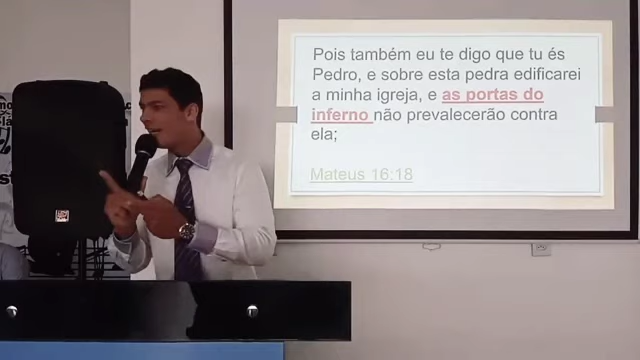 Pois também eu te digo que tu és
Pedro, e sobre esta pedra edificarei
a minha igreja, e as portas do
inferno não prevalecerão contra
ela;
Mateus 16:18